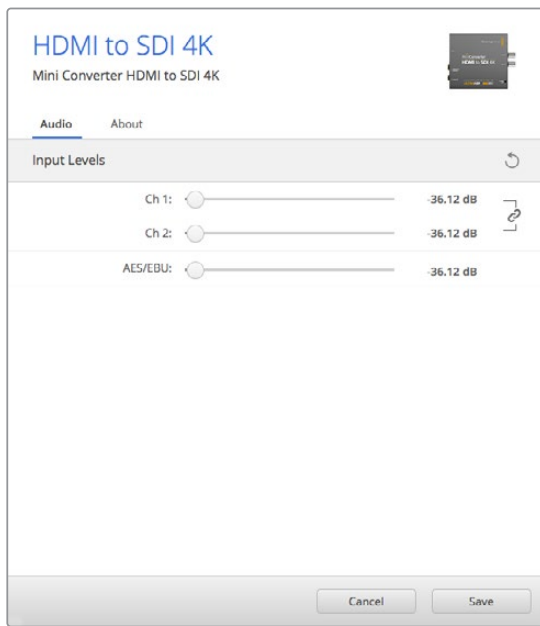 HDMI to SDI 4K
Mini Converter HDMI to SDI 4K
Audio About
Input Levels
Ch 1: -36.12 dB
Ch 2: -36.12 dB
AES/EBU: -36.12 dB
Cancel Save